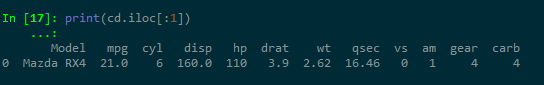 In [17]: print(cd.iloc[:1])
...:
Model mpg cyl disp hp drat wt qsec vs am gear carb
0 Mazda RX4 21.0 6 160.0 110 3.9 2.62 16.46 0 1 4 4